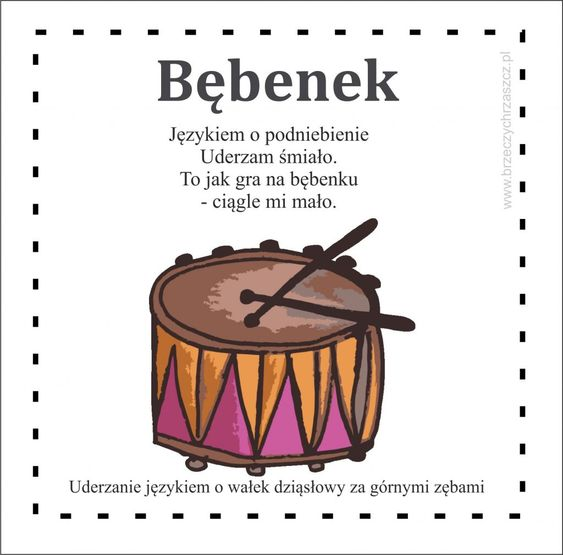 Bębenek
Językiem o podniebienie
Uderzam śmiało.
To jak gra na bębenku
- ciągle mi mało.
www.brzeczychrzaszcz.pl
Uderzanie językiem o wałek dziąsłowy za górnymi zębami